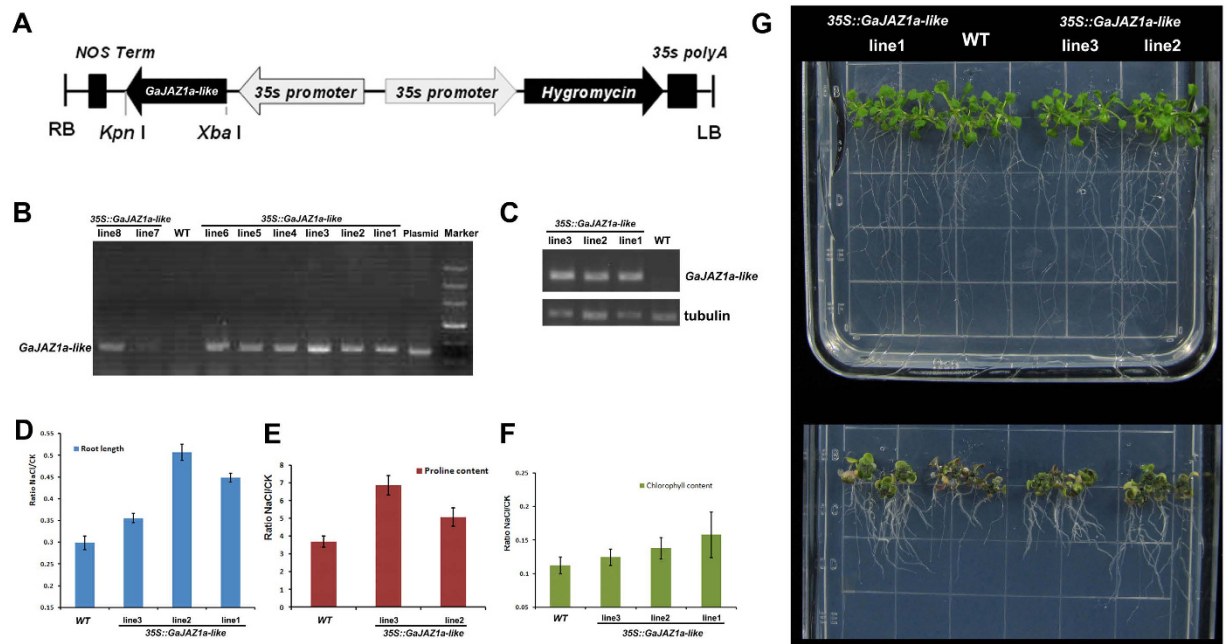 A
NOS Term
35s polyA
GaJAZ1a-like
35s promoter
35s promoter
Hygromycin
RB
Kpn I
Xba I
LB
B
35S::GaJAZ1a-like
35S::GaJAZ1a-like
line8 line7 WT line6 line5 line4 line3 line2 line1 Plasmid Marker
GaJAZ1a-like
C
35S::GaJAZ1a-like
line3 line2 line1 WT
GaJAZ1a-like
tubulin
D
Root length
Ratio NaCl/CK
0.55
0.5
0.45
0.4
0.35
0.3
0.25
0.2
0.15
WT line3 line2 line1
35S::GaJAZ1a-like
E
Proline content
Ratio NaCl/CK
8
7
6
5
4
3
2
1
0
WT line3 line2
35S::GaJAZ1a-like
F
Chlorophyll content
Ratio NaCl/CK
0.25
0.2
0.15
0.1
0.05
WT line3 line2 line1
35S::GaJAZ1a-like
G
35S::GaJAZ1a-like 35S::GaJAZ1a-like
line1 WT line3 line2